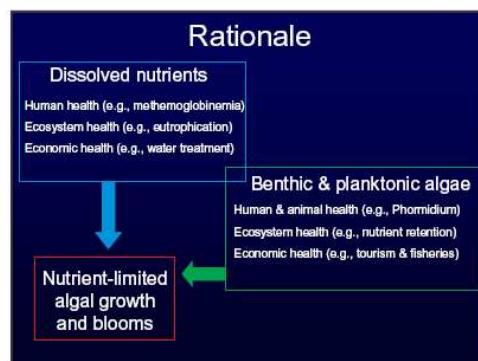 Rationale
Dissolved nutrients
Human health (e.g., methemoglobinemia)
Ecosystem health (e.g., eutrophication)
Economic health (e.g., water treatment)
Benthic & planktonic algae
Human & animal health (e.g., Phormidium)
Ecosystem health (e.g., nutrient retention)
Economic health (e.g., tourism & fisheries)
Nutrient-limited
algal growth
and blooms